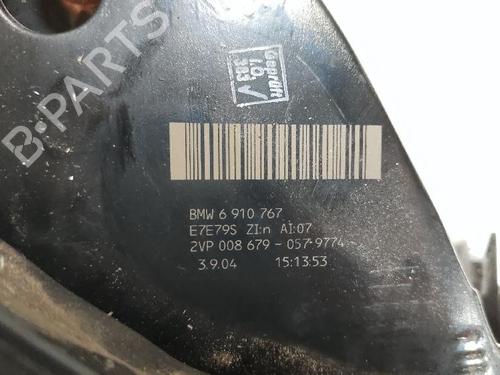 Geprüft
I.O.
383
B-PARTS
BMW 6 910 767
E7E79S ZI:n AI:07
2VP 008 679 - 057-9774
3.9.04 15:13:53